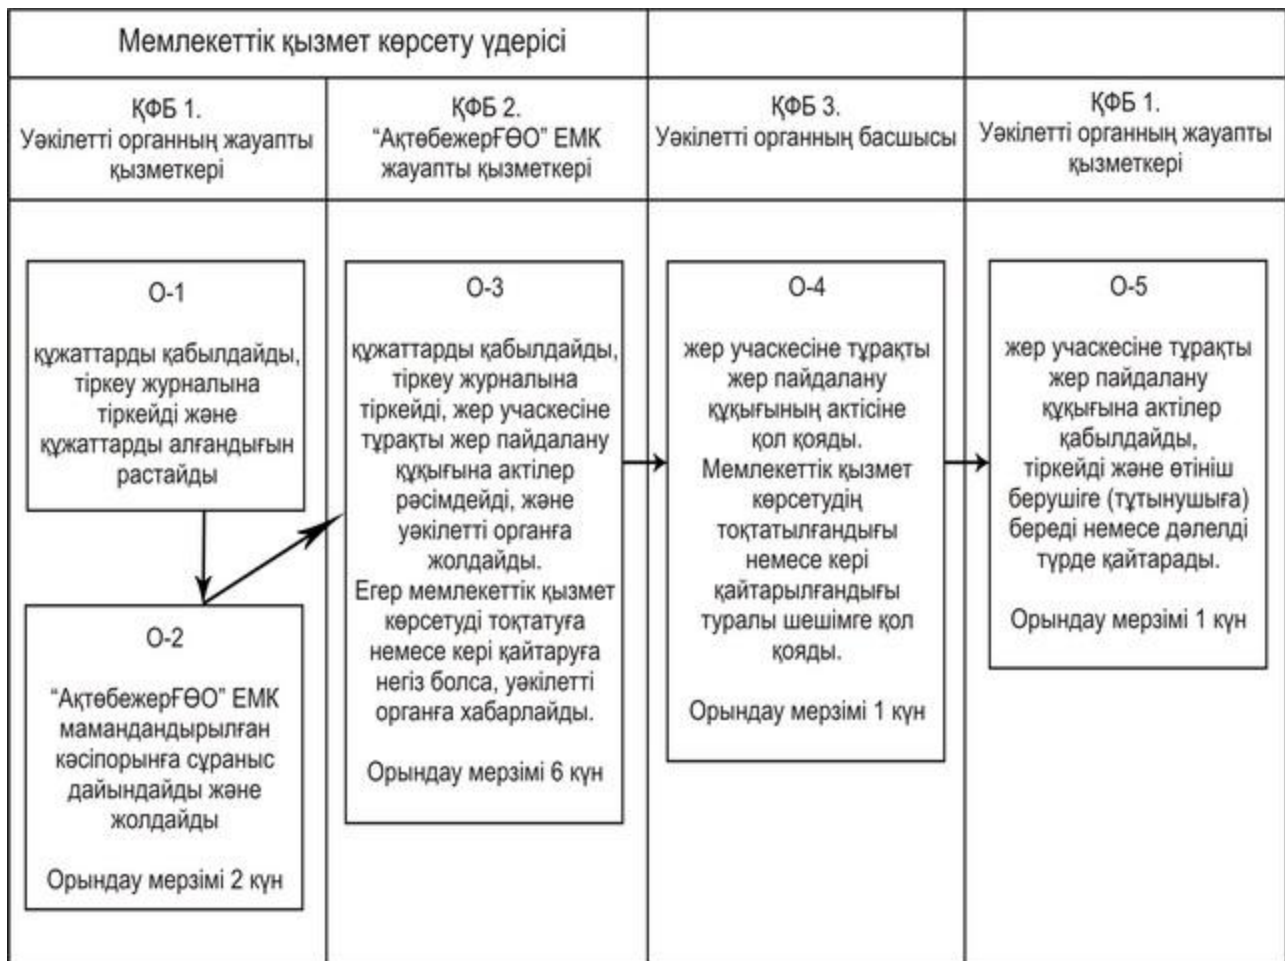 Мемлекеттік қызмет көрсету үдерісі
ҚФБ 1.
Уәкілетті органның жауапты
қызметкері
ҚФБ 2.
“АқтөбежерҒӨО” ЕМК
жауапты қызметкері
ҚФБ 3.
Уәкілетті органның басшысы
ҚФБ 1.
Уәкілетті органның жауапты
қызметкері
О-1
құжаттарды қабылдайды,
тіркеу журналына
тіркейді және
құжаттарды алғандығын
растайды
О-2
“АқтөбежерҒӨО” ЕМК
мамандандырылған
кәсіпорынға сұраныс
дайындайды және
жолдайды
Орындау мерзімі 2 күн
О-3
құжаттарды қабылдайды,
тіркеу журналына
тіркейді, жер учаскесіне
тұрақты жер пайдалану
құқығына актілер
рәсімдейді, және
уәкілетті органға
жолдайды.
Егер мемлекеттік қызмет
көрсетуді тоқтатуға
немесе кері қайтаруға
негіз болса, уәкілетті
органға хабарлайды.
Орындау мерзімі 6 күн
О-4
жер учаскесіне тұрақты
жер пайдалану
құқығының актісіне
қол қояды.
Мемлекеттік қызмет
көрсетудің
тоқтатылғандығы
немесе кері
қайтарылғандығы
туралы шешімге қол
қояды.
Орындау мерзімі 1 күн
О-5
жер учаскесіне тұрақты
жер пайдалану
құқығына актілер
қабылдайды,
тіркейді және өтініш
берушіге (тұтынушыға)
береді немесе дәлелді
түрде қайтарады.
Орындау мерзімі 1 күн